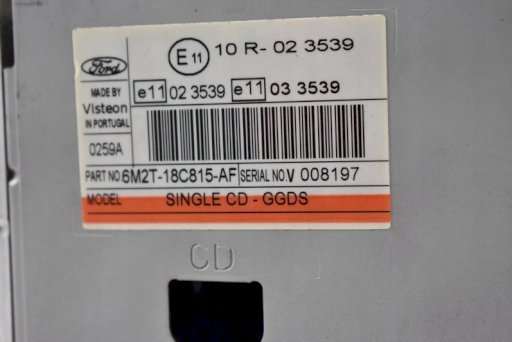 E 11 10 R- 02 3539
Ford
MADE BY
Visteon
IN PORTUGAL
e11 02 3539 e11 03 3539
0259A
PART NO. 6M2T-18C815-AF SERIAL NO. V 008197
MODEL SINGLE CD - GGDS
CD